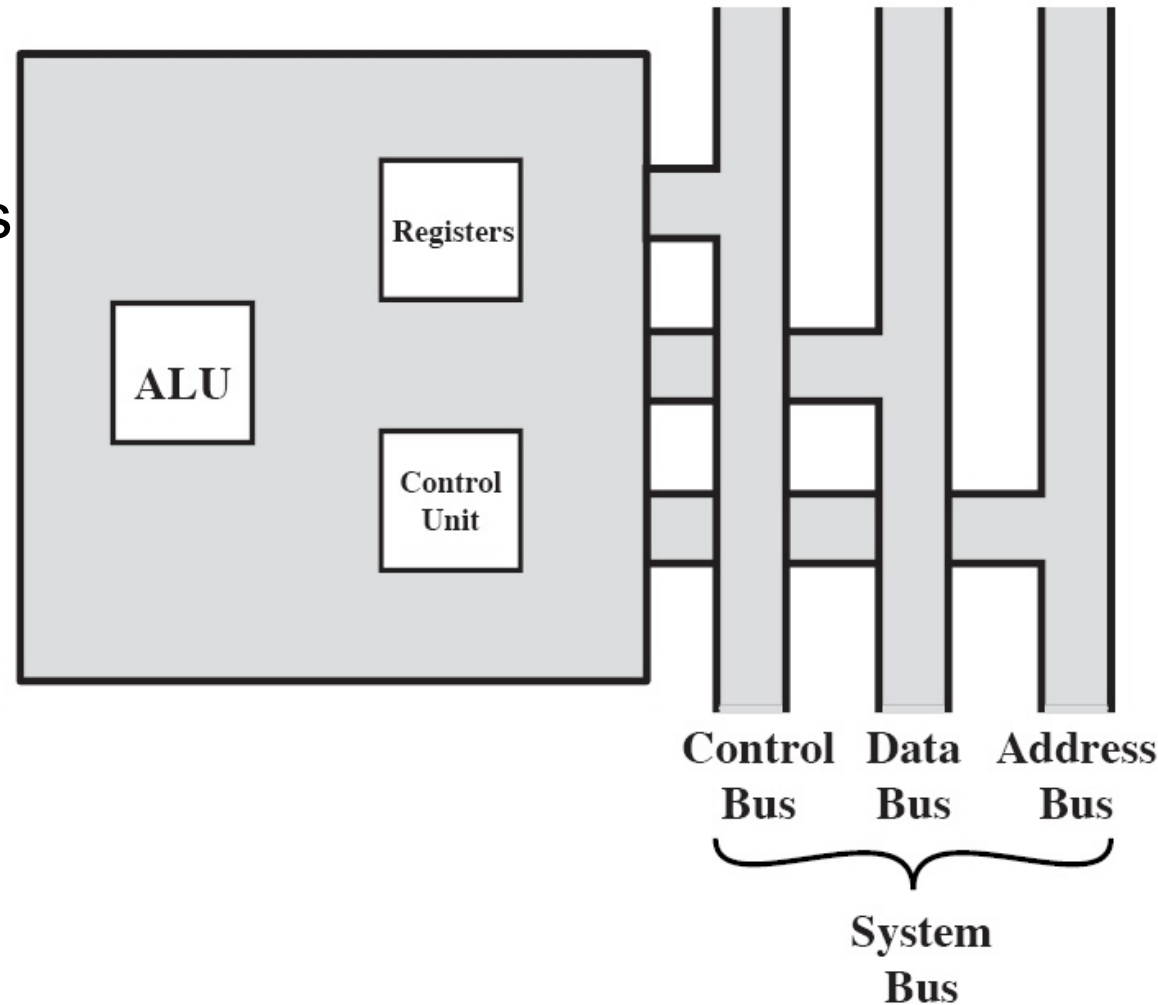 s
Registers
ALU
Control
Unit
Control Data Address
Bus Bus Bus
System
Bus